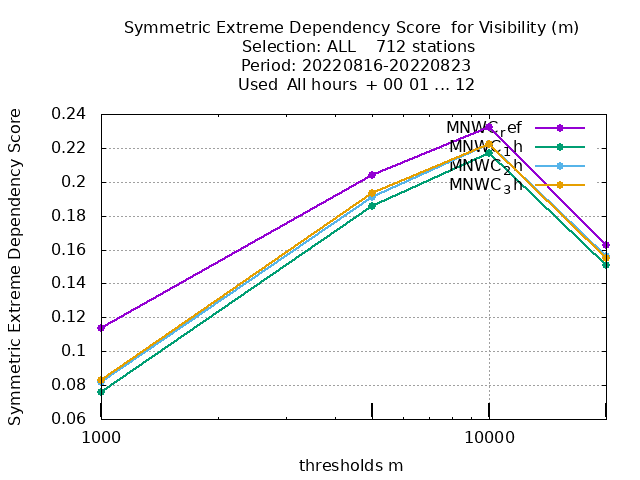 Symmetric Extreme Dependency Score for Visibility (m)
Selection: ALL 712 stations
Period: 20220816-20220823
Used All hours + 00 01 ... 12
Symmetric Extreme Dependency Score
0.24
0.22
0.2
0.18
0.16
0.14
0.12
0.1
0.08
0.06
MNWC_ref
MNWC_1h
MNWC_2h
MNWC_3h
1000
10000
thresholds m